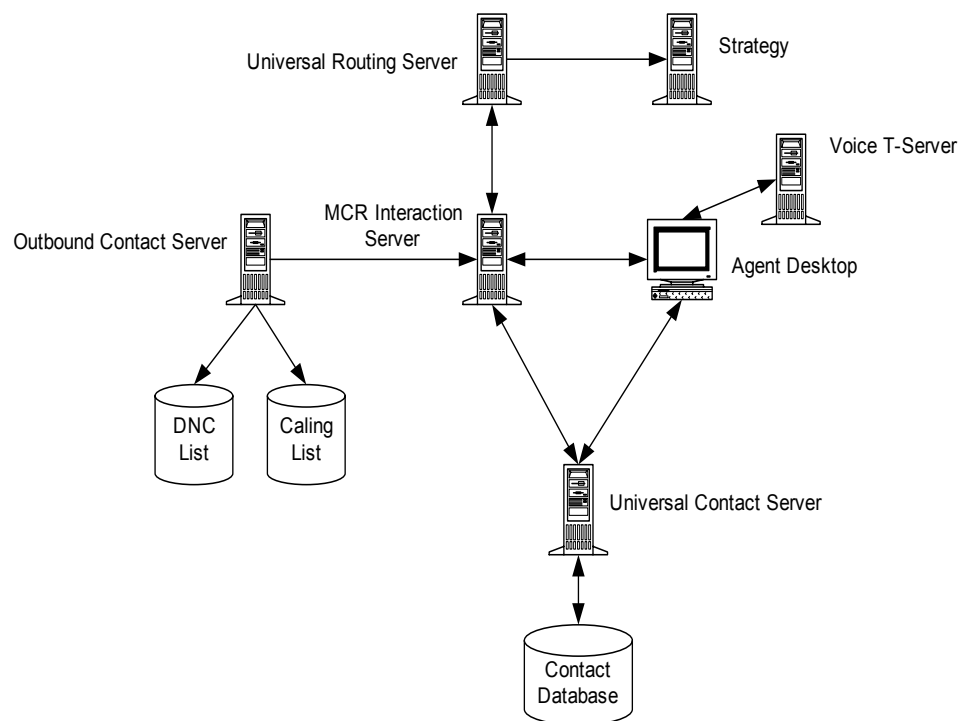 Universal Routing Server
Strategy
Voice T-Server
MCR Interaction
Server
Outbound Contact Server
Agent Desktop
DNC
List
Caling
List
Universal Contact Server
Contact
Database